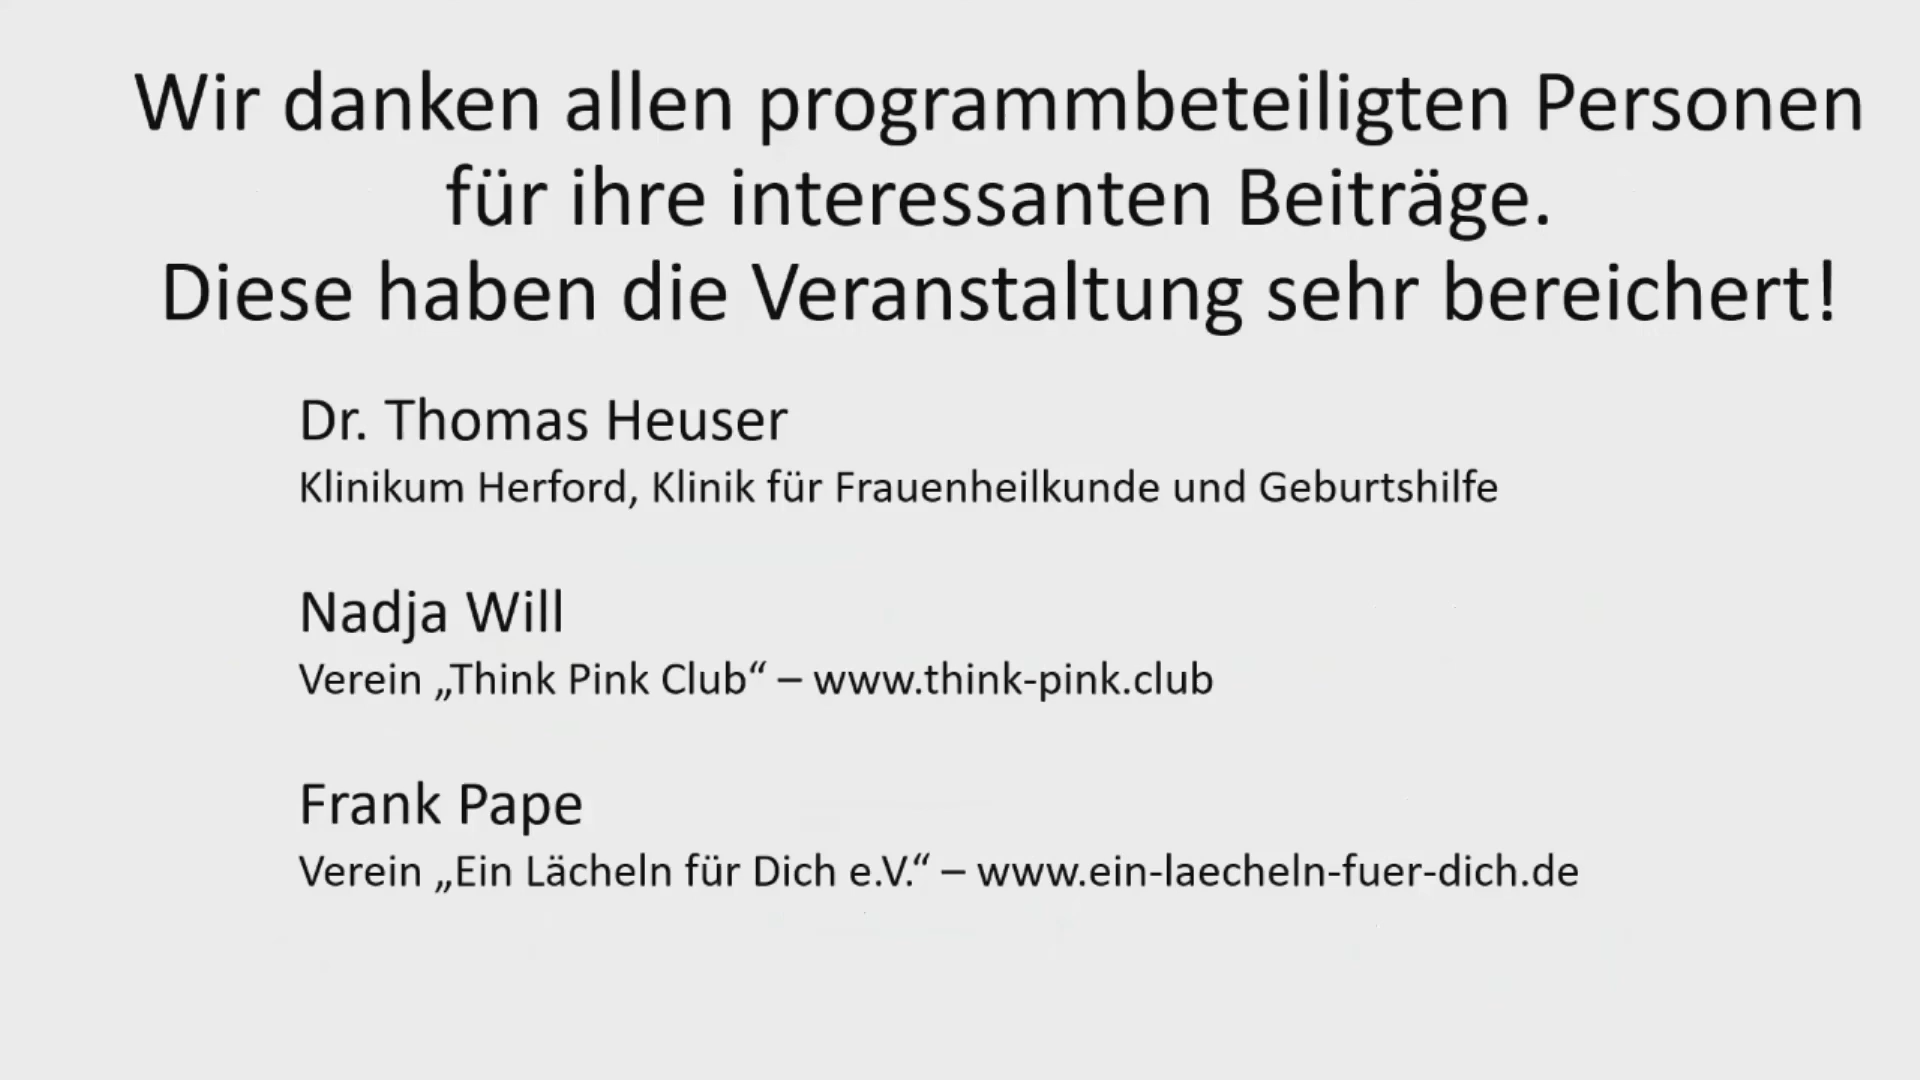 Wir danken allen programmbeteiligten Personen
für ihre interessanten Beiträge.
Diese haben die Veranstaltung sehr bereichert!
Dr. Thomas Heuser
Klinikum Herford, Klinik für Frauenheilkunde und Geburtshilfe
Nadja Will
Verein „Think Pink Club“ – www.think-pink.club
Frank Pape
Verein „Ein Lächeln für Dich e.V.“ – www.ein-laecheln-fuer-dich.de